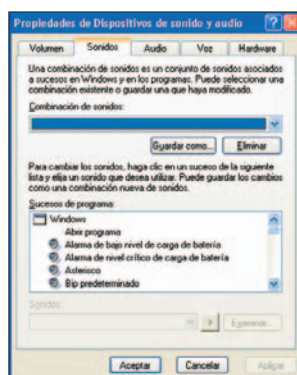 Propiedades de Dispositivos de sonido y audio
Volumen Sonidos Audio Voz Hardware
Una combinación de sonidos es un conjunto de sonidos asociados
a sucesos en Windows y en los programas. Puede seleccionar una
combinación existente o guardar una que haya modificado.
Combinación de sonidos:
Guardar como... Eliminar
Para cambiar los sonidos, haga clic en un suceso de la siguiente
lista y elija un sonido que desea utilizar. Puede guardar los cambios
como una combinación nueva de sonidos.
Sucesos de programa:
Windows
Abrir programa
Alarma de bajo nivel de carga de batería
Alarma de nivel crítico de carga de batería
Asterisco
Bip predeterminado
Sonidos:
Examinar...
Aceptar Cancelar Aplicar